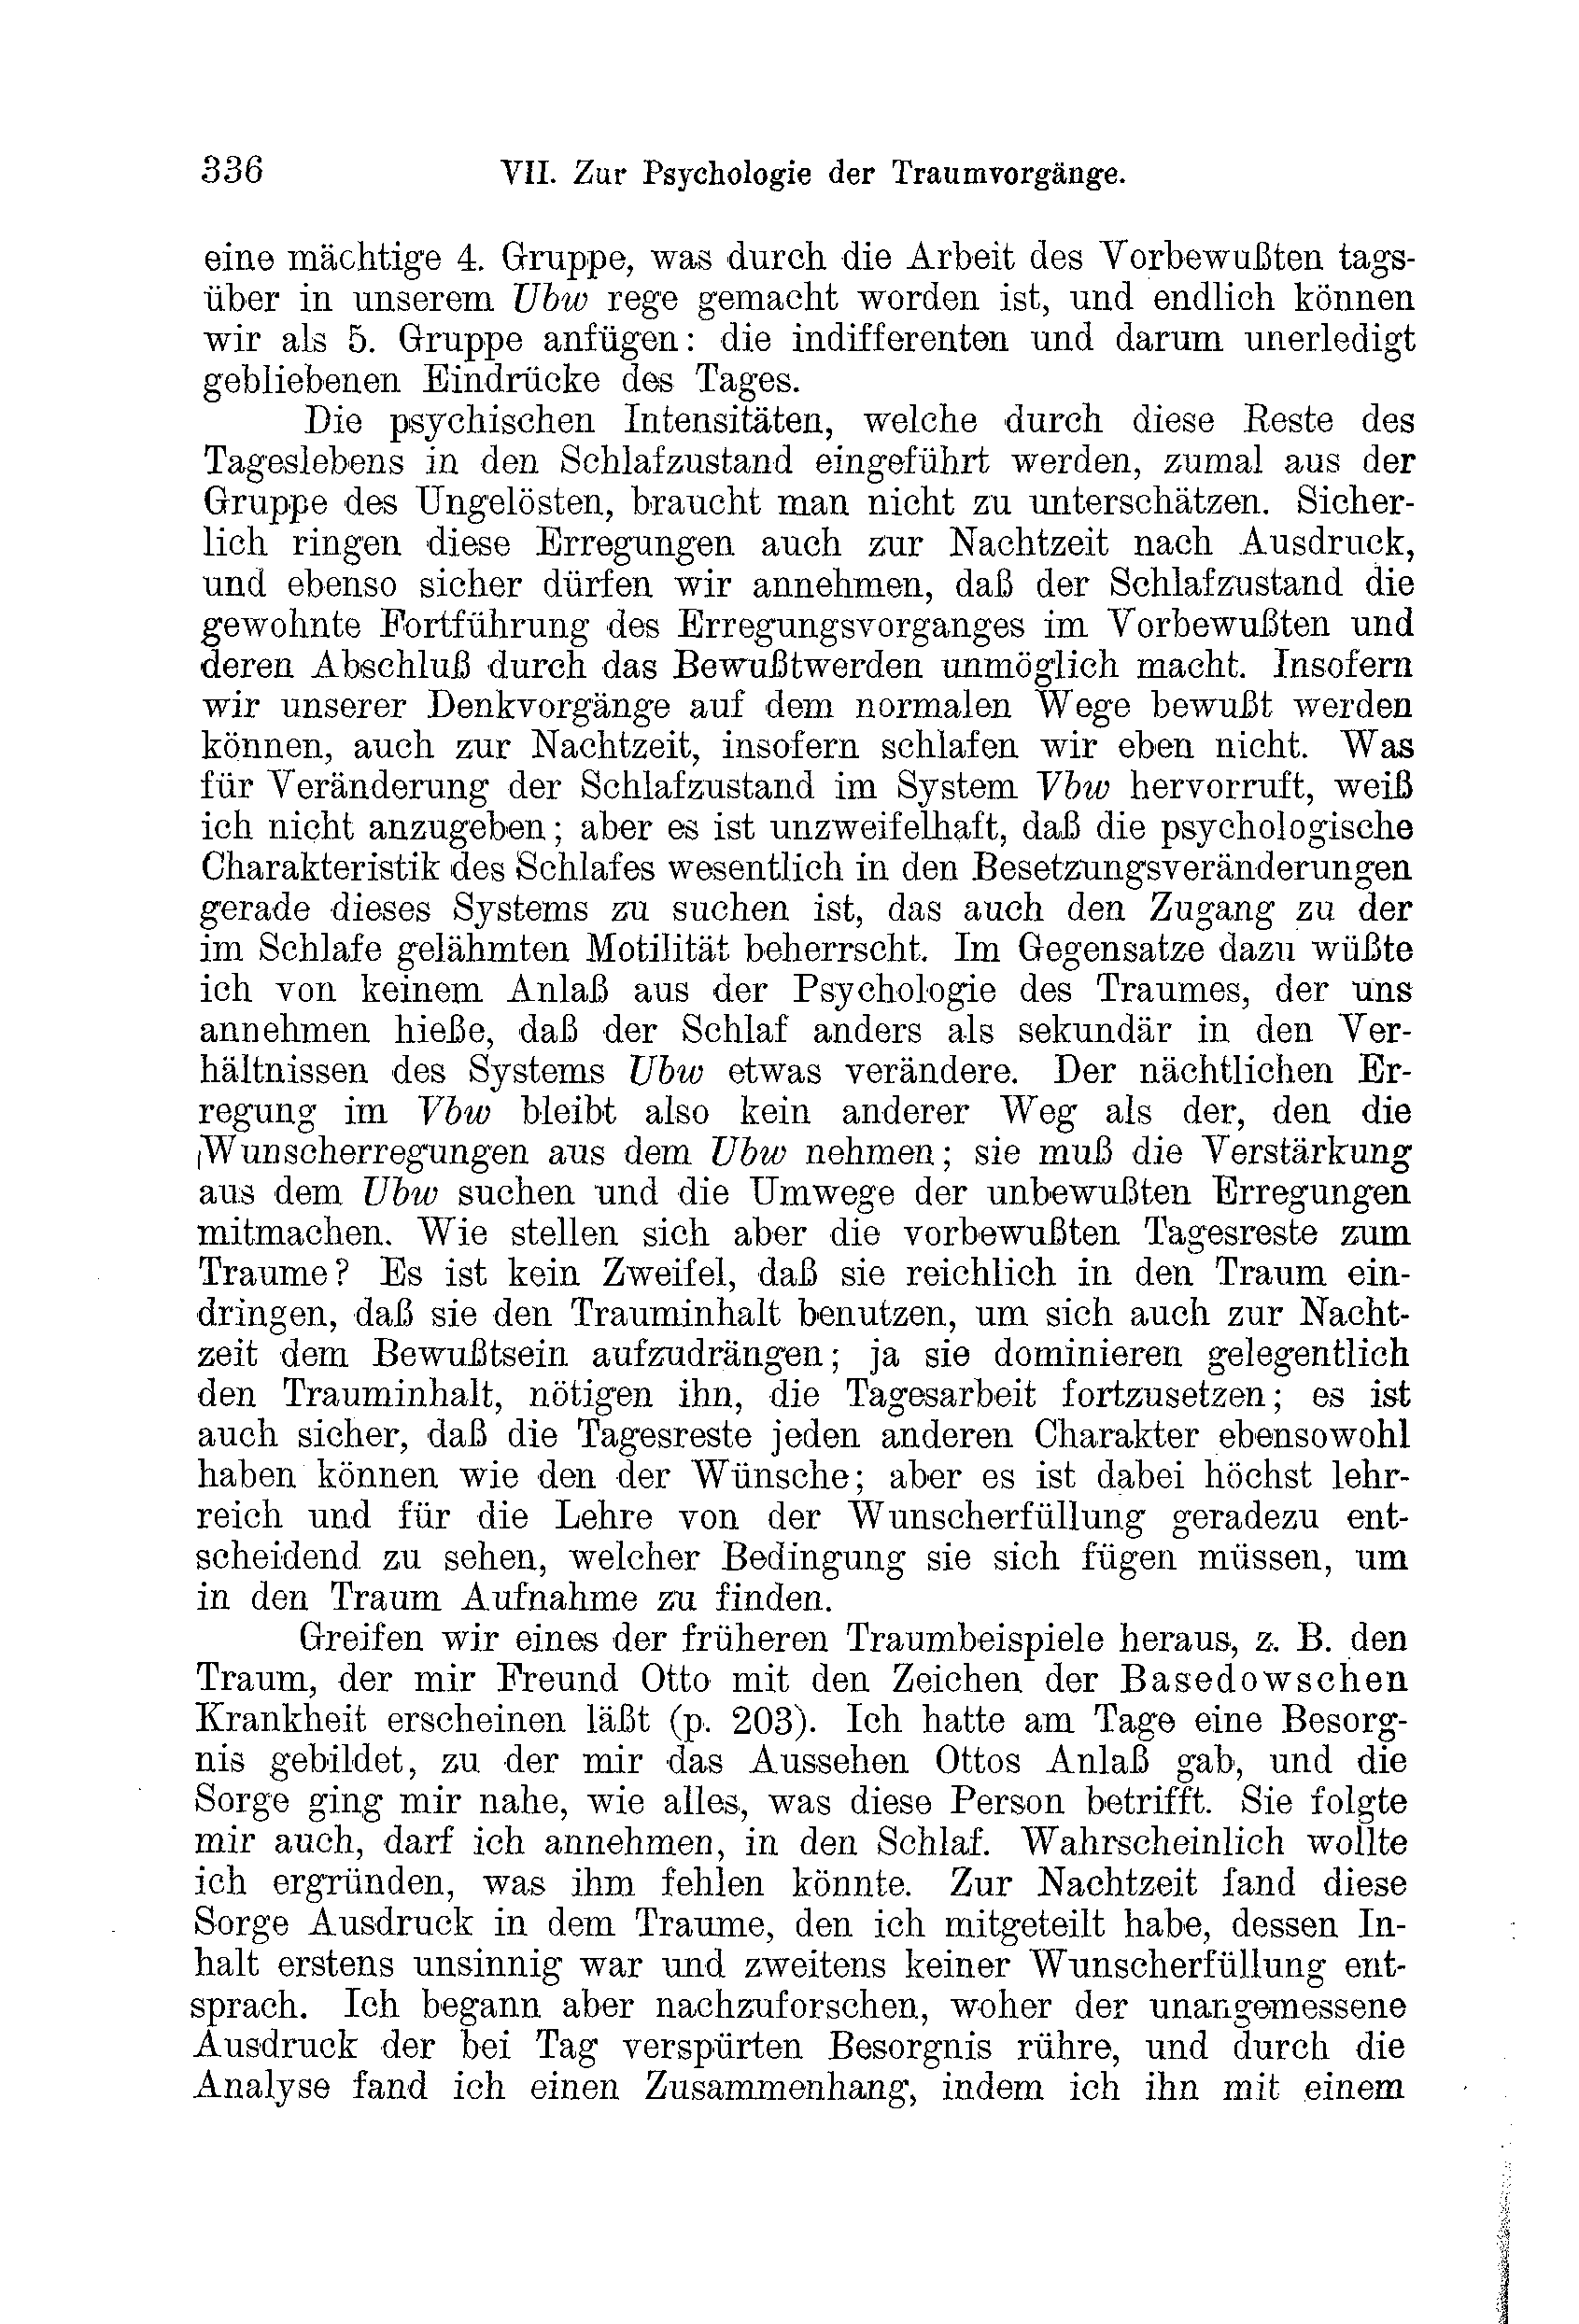 336 VII. Zur Psychologie der Traumvorgänge.
eine mächtige 4. Gruppe, was durch die Arbeit des Vorbewußten tags-
über in unserem Ubw rege gemacht worden ist, und endlich können
wir als 5. Gruppe anfügen: die indifferenten und darum unerledigt
gebliebenen Eindrücke des Tages.
Die psychischen Intensitäten, welche durch diese Reste des
Tageslebens in den Schlafzustand eingeführt werden, zumal aus der
Gruppe des Ungelösten, braucht man nicht zu unterschätzen. Sicher-
lich ringen diese Erregungen auch zur Nachtzeit nach Ausdruck,
und ebenso sicher dürfen wir annehmen, daß der Schlafzustand die
gewohnte Fortführung des Erregungsvorganges im Vorbewußten und
deren Abschluß durch das Bewußtwerden unmöglich macht. Insofern
wir unserer Denkvorgänge auf dem normalen Wege bewußt werden
können, auch zur Nachtzeit, insofern schlafen wir eben nicht. Was
für Veränderung der Schlafzustand im System Vbw hervorruft, weiß
ich nicht anzugeben; aber es ist unzweifelhaft, daß die psychologische
Charakteristik des Schlafes wesentlich in den Besetzungsveränderungen
gerade dieses Systems zu suchen ist, das auch den Zugang zu der
im Schlafe gelähmten Motilität beherrscht. Im Gegensatze dazu wüßte
ich von keinem Anlaß aus der Psychologie des Traumes, der uns
annehmen hieße, daß der Schlaf anders als sekundär in den Ver-
hältnissen des Systems Ubw etwas verändere. Der nächtlichen Er-
regung im Vbw bleibt also kein anderer Weg als der, den die
Wunscherregungen aus dem Ubw nehmen; sie muß die Verstärkung
aus dem Ubw suchen und die Umwege der unbewußten Erregungen
mitmachen. Wie stellen sich aber die vorbewußten Tagesreste zum
Traume? Es ist kein Zweifel, daß sie reichlich in den Traum ein-
dringen, daß sie den Trauminhalt benutzen, um sich auch zur Nacht-
zeit dem Bewußtsein aufzudrängen; ja sie dominieren gelegentlich
den Trauminhalt, nötigen ihn, die Tagesarbeit fortzusetzen; es ist
auch sicher, daß die Tagesreste jeden anderen Charakter ebensowohl
haben können wie den der Wünsche; aber es ist dabei höchst lehr-
reich und für die Lehre von der Wunscherfüllung geradezu ent-
scheidend zu sehen, welcher Bedingung sie sich fügen müssen, um
in den Traum Aufnahme zu finden.
Greifen wir eines der früheren Traumbeispiele heraus, z. B. den
Traum, der mir Freund Otto mit den Zeichen der Basedowschen
Krankheit erscheinen läßt (p. 203). Ich hatte am Tage eine Besorg-
nis gebildet, zu der mir das Aussehen Ottos Anlaß gab, und die
Sorge ging mir nahe, wie alles, was diese Person betrifft. Sie folgte
mir auch, darf ich annehmen, in den Schlaf. Wahrscheinlich wollte
ich ergründen, was ihm fehlen könnte. Zur Nachtzeit fand diese
Sorge Ausdruck in dem Traume, den ich mitgeteilt habe, dessen In-
halt erstens unsinnig war und zweitens keiner Wunscherfüllung ent-
sprach. Ich begann aber nachzuforschen, woher der unangemessene
Ausdruck der bei Tag verspürten Besorgnis rühre, und durch die
Analyse fand ich einen Zusammenhang, indem ich ihn mit einem